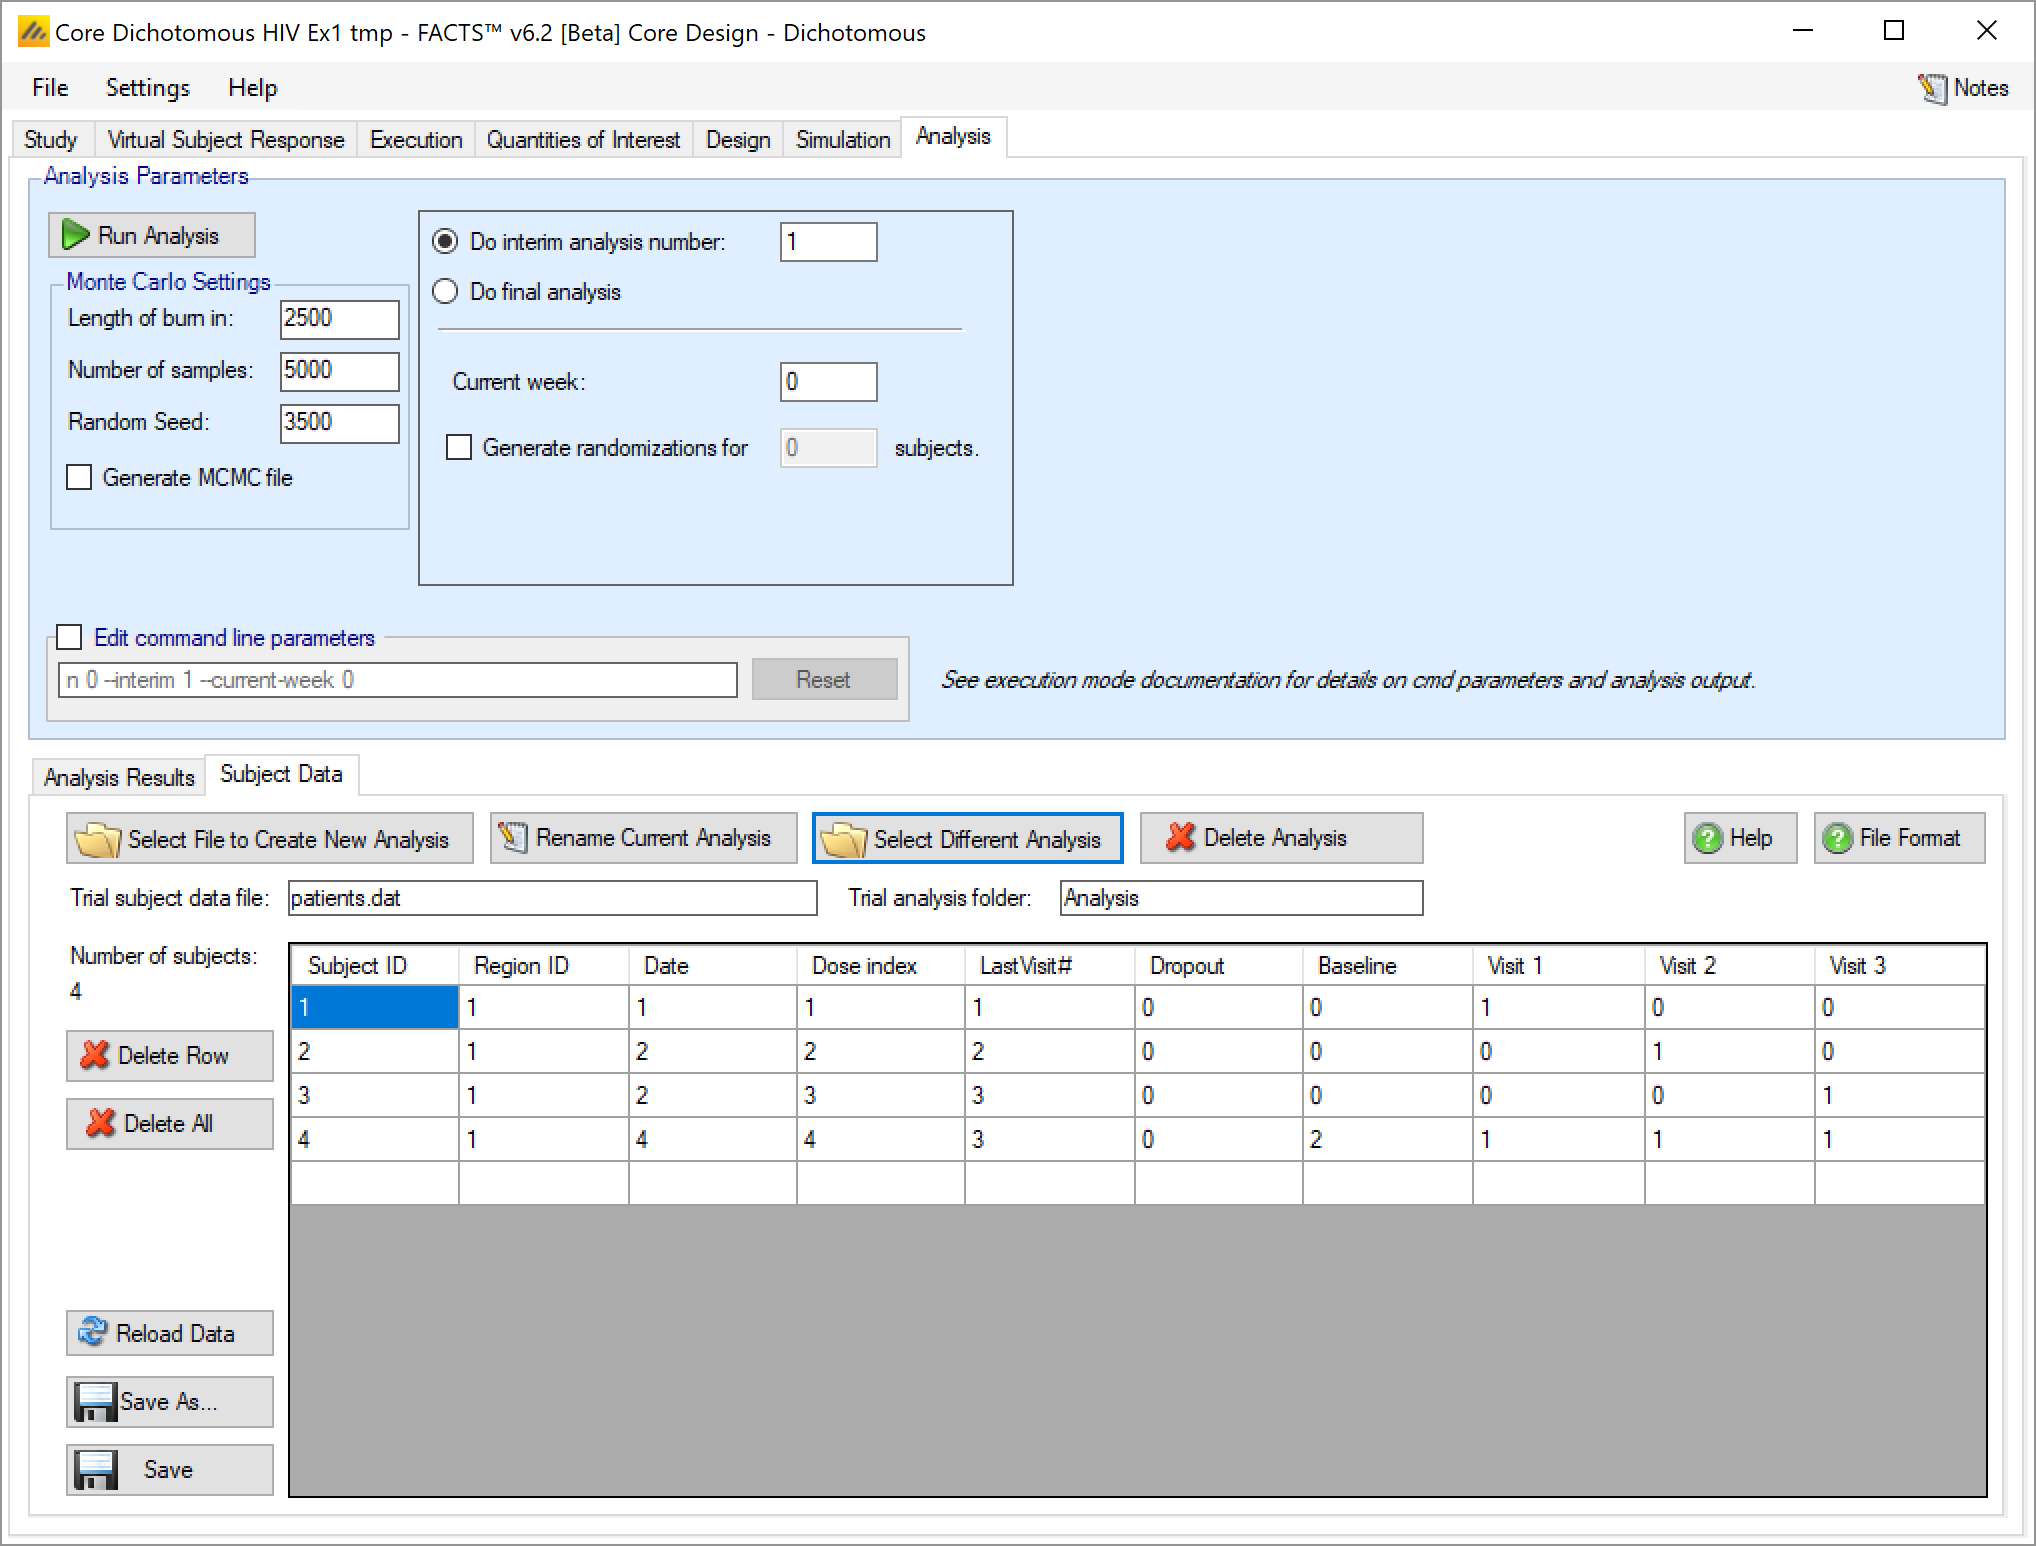 Core Dichotomous HIV Ex1 tmp - FACTS™ v6.2 [Beta] Core Design - Dichotomous
File Settings Help Notes
Study Virtual Subject Response Execution Quantities of Interest Design Simulation Analysis
Analysis Parameters
Run Analysis
Monte Carlo Settings
Length of burn in: 2500
Number of samples: 5000
Random Seed: 3500
Generate MCMC file
Do interim analysis number: 1
Do final analysis
Current week: 0
Generate randomizations for 0 subjects.
Edit command line parameters
n 0 --interim 1 --current-week 0 Reset See execution mode documentation for details on cmd parameters and analysis output.
Analysis Results Subject Data
Select File to Create New Analysis Rename Current Analysis Select Different Analysis Delete Analysis Help File Format
Trial subject data file: patients.dat Trial analysis folder: Analysis
Number of subjects:
4
Delete Row
Delete All
Reload Data
Save As...
Save
Subject ID Region ID Date Dose index LastVisit# Dropout Baseline Visit 1 Visit 2 Visit 3
1 1 1 1 1 0 0 1 0 0
2 1 2 2 2 0 0 0 1 0
3 1 2 3 3 0 0 0 0 1
4 1 4 4 3 0 2 1 1 1